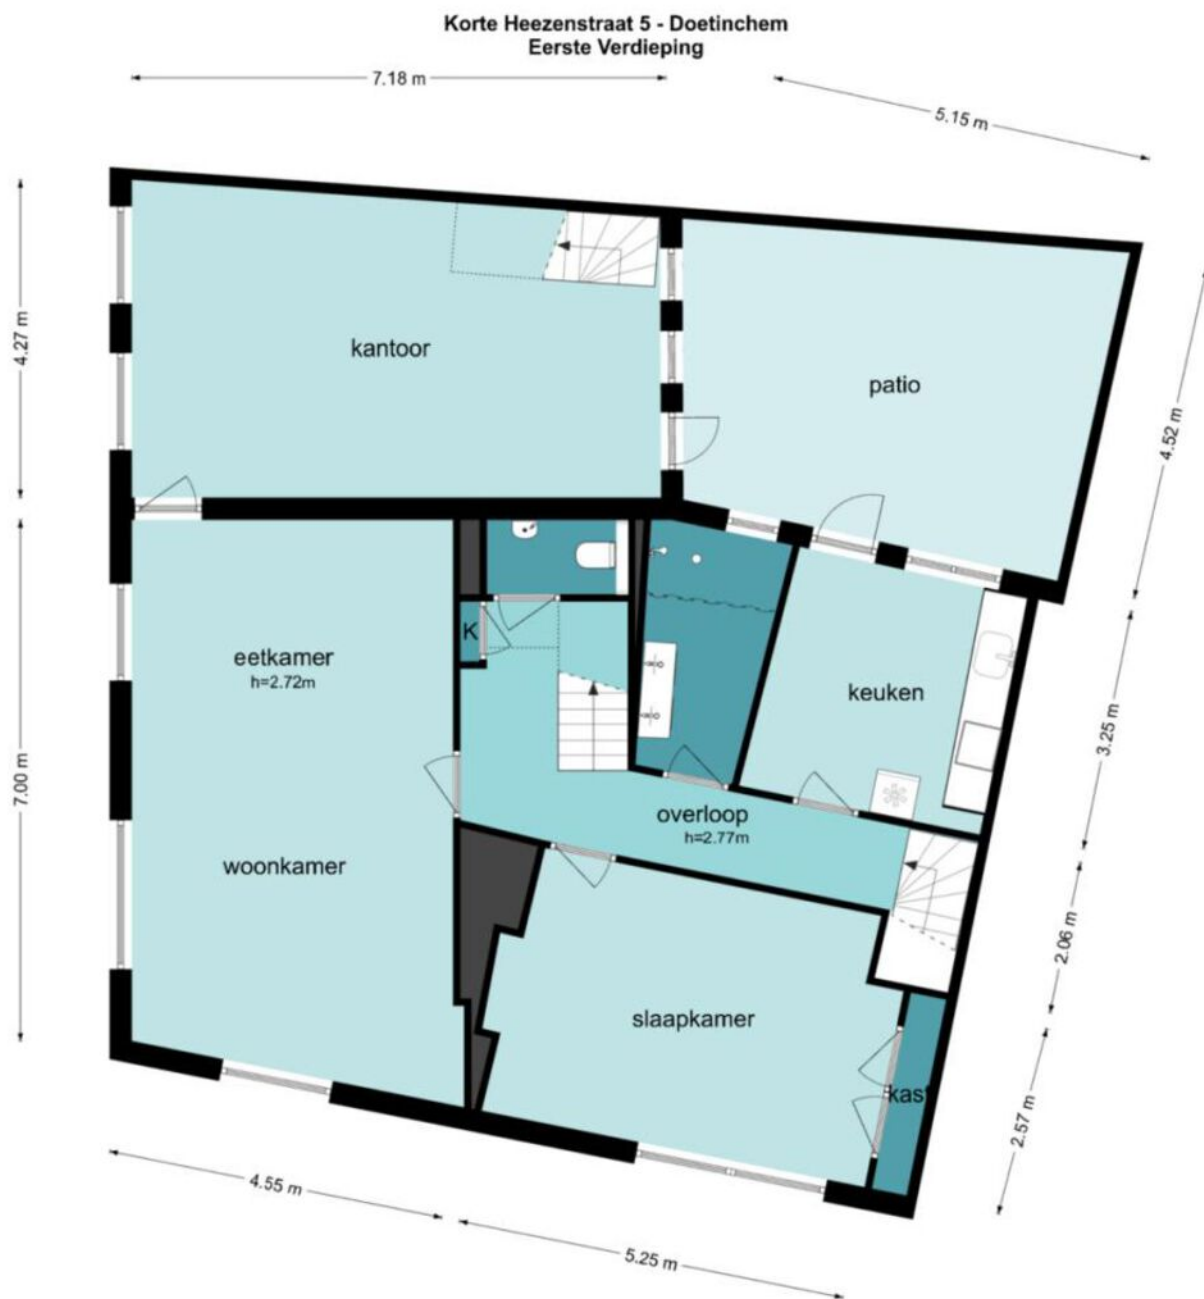 Korte Heezenstraat 5 - Doetinchem
Eerste Verdieping
7.18 m
5.15 m
4.27 m
kantoor
patio
4.52 m
K
eetkamer
h=2.72m
keuken
3.25 m
7.00 m
overloop
h=2.77m
woonkamer
2.06 m
slaapkamer
kast
2.57 m
4.55 m
5.25 m